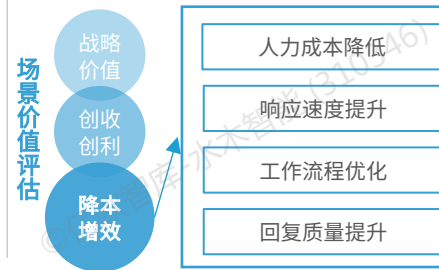 场景价值评估
战略
价值
创收
创利
降本
增效
人力成本降低
响应速度提升
工作流程优化
回复质量提升